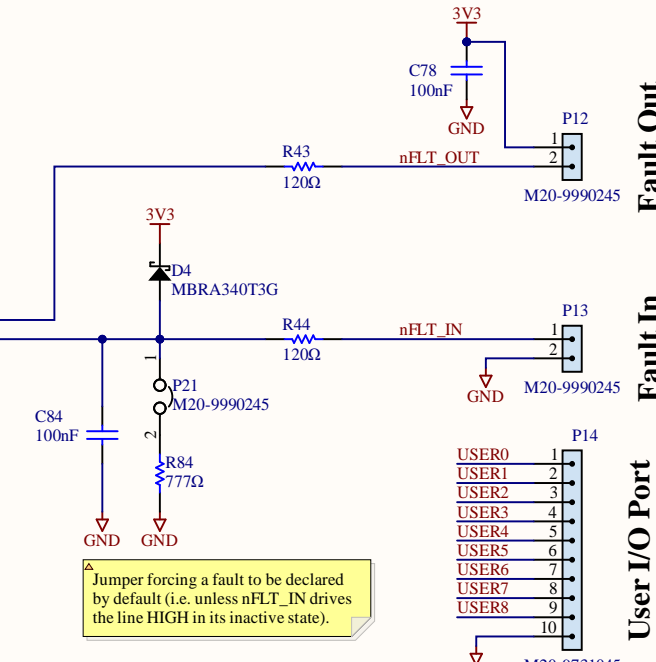 3V3
C78
100nF
GND
P12
1
2
M20-9990245
Fault Out
R43
120Ω
nFLT_OUT
3V3
D4
MBRA340T3G
R44
120Ω
nFLT_IN
P13
1
2
GND
M20-9990245
Fault In
1
P21
M20-9990245
2
C84
100nF
R84
777Ω
GND
GND
P14
USER0 1
USER1 2
USER2 3
USER3 4
USER4 5
USER5 6
USER6 7
USER7 8
USER8 9
10
User I/O Port
Jumper forcing a fault to be declared
by default (i.e. unless nFLT_IN drives
the line HIGH in its inactive state).